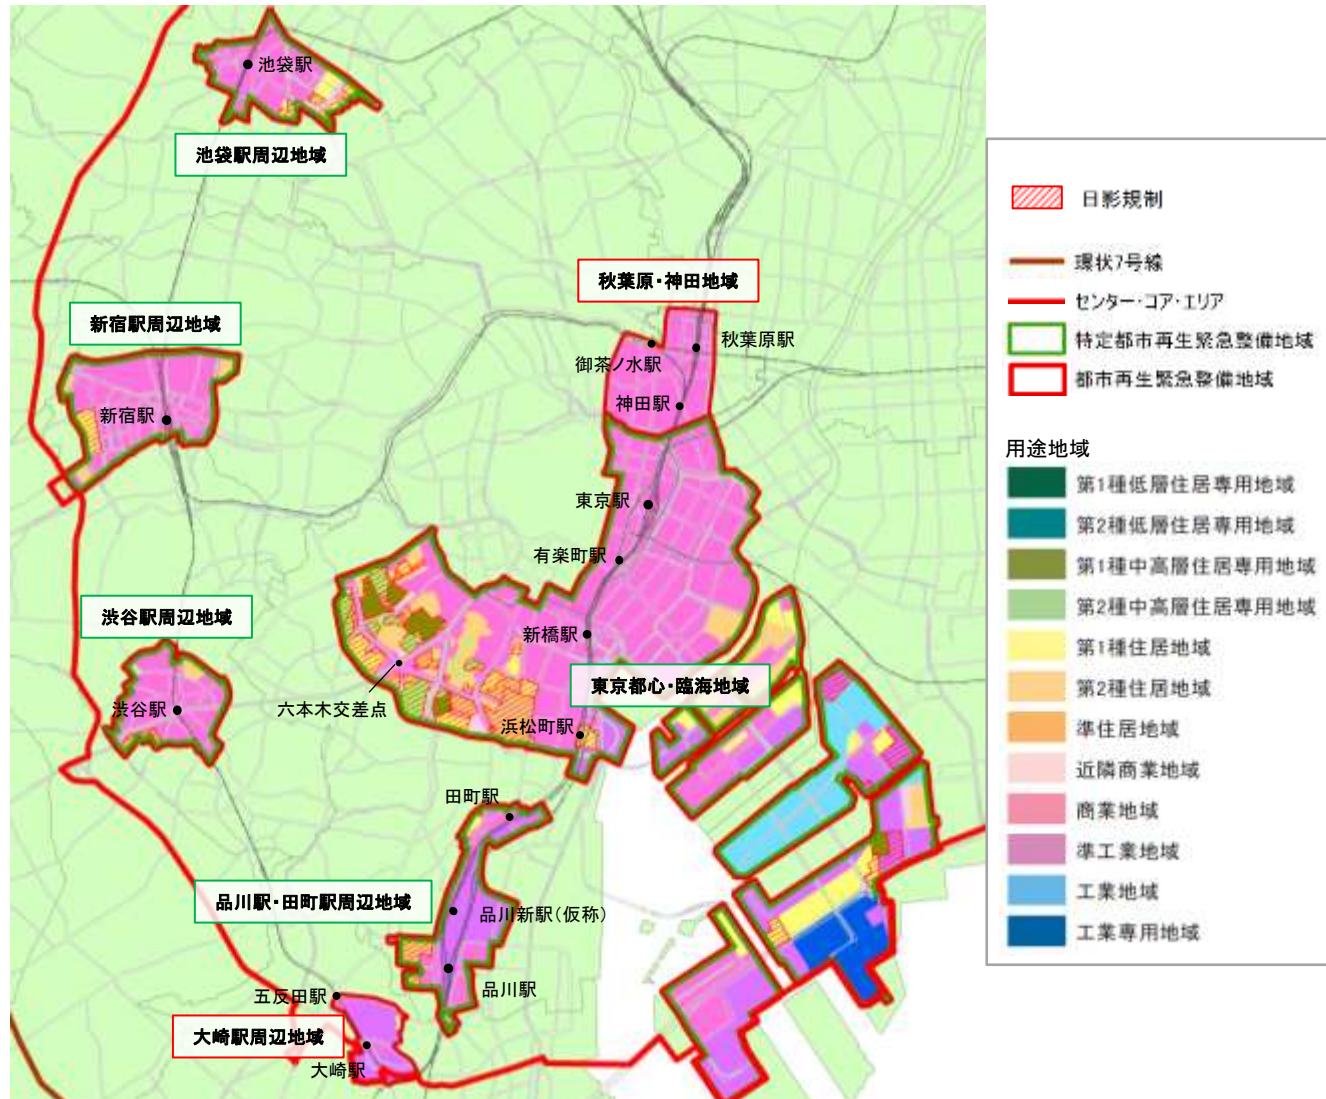 池袋駅
池袋駅周辺地域
秋葉原・神田地域
新宿駅周辺地域
秋葉原駅
御茶ノ水駅
神田駅
新宿駅
東京駅
有楽町駅
渋谷駅周辺地域
新橋駅
東京都心・臨海地域
六本木交差点
渋谷駅
浜松町駅
田町駅
品川駅・田町駅周辺地域
品川新駅（仮称）
品川駅
五反田駅
大崎駅周辺地域
大崎駅
日影規制
環状7号線
センター・コア・エリア
特定都市再生緊急整備地域
都市再生緊急整備地域
用途地域
第1種低層住居専用地域
第2種低層住居専用地域
第1種中高層住居専用地域
第2種中高層住居専用地域
第1種住居地域
第2種住居地域
準住居地域
近隣商業地域
商業地域
準工業地域
工業地域
工業専用地域